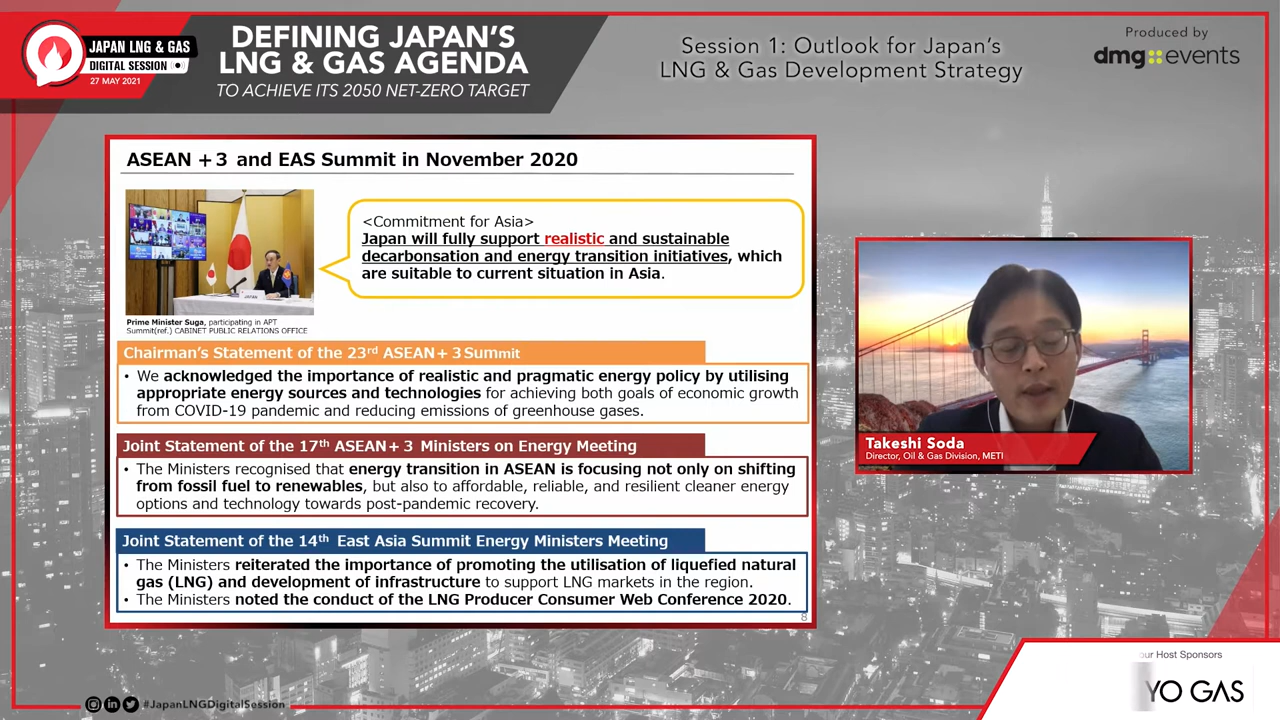 JAPAN LNG & GAS
DIGITAL SESSION
27 MAY 2021
DEFINING JAPAN'S
LNG & GAS AGENDA
TO ACHIEVE ITS 2050 NET-ZERO TARGET
Session 1: Outlook for Japan's
LNG & Gas Development Strategy
Produced by
dmg events
ASEAN +3 and EAS Summit in November 2020
<Commitment for Asia>
Japan will fully support realistic and sustainable
decarbonsation and energy transition initiatives, which
are suitable to current situation in Asia.
JAPAN
Prime Minister Suga, participating in APT
Summit(ref.) CABINET PUBLIC RELATIONS OFFICE
Chairman's Statement of the 23rd ASEAN+3 Summit
• We acknowledged the importance of realistic and pragmatic energy policy by utilising
appropriate energy sources and technologies for achieving both goals of economic growth
from COVID-19 pandemic and reducing emissions of greenhouse gases.
Joint Statement of the 17th ASEAN+3 Ministers on Energy Meeting
• The Ministers recognised that energy transition in ASEAN is focusing not only on shifting
from fossil fuel to renewables, but also to affordable, reliable, and resilient cleaner energy
options and technology towards post-pandemic recovery.
Joint Statement of the 14th East Asia Summit Energy Ministers Meeting
• The Ministers reiterated the importance of promoting the utilisation of liquefied natural
gas (LNG) and development of infrastructure to support LNG markets in the region.
• The Ministers noted the conduct of the LNG Producer Consumer Web Conference 2020.
8
Takeshi Soda
Director, Oil & Gas Division, METI
#JapanLNGDigitalSession
our Host Sponsors
YO GAS